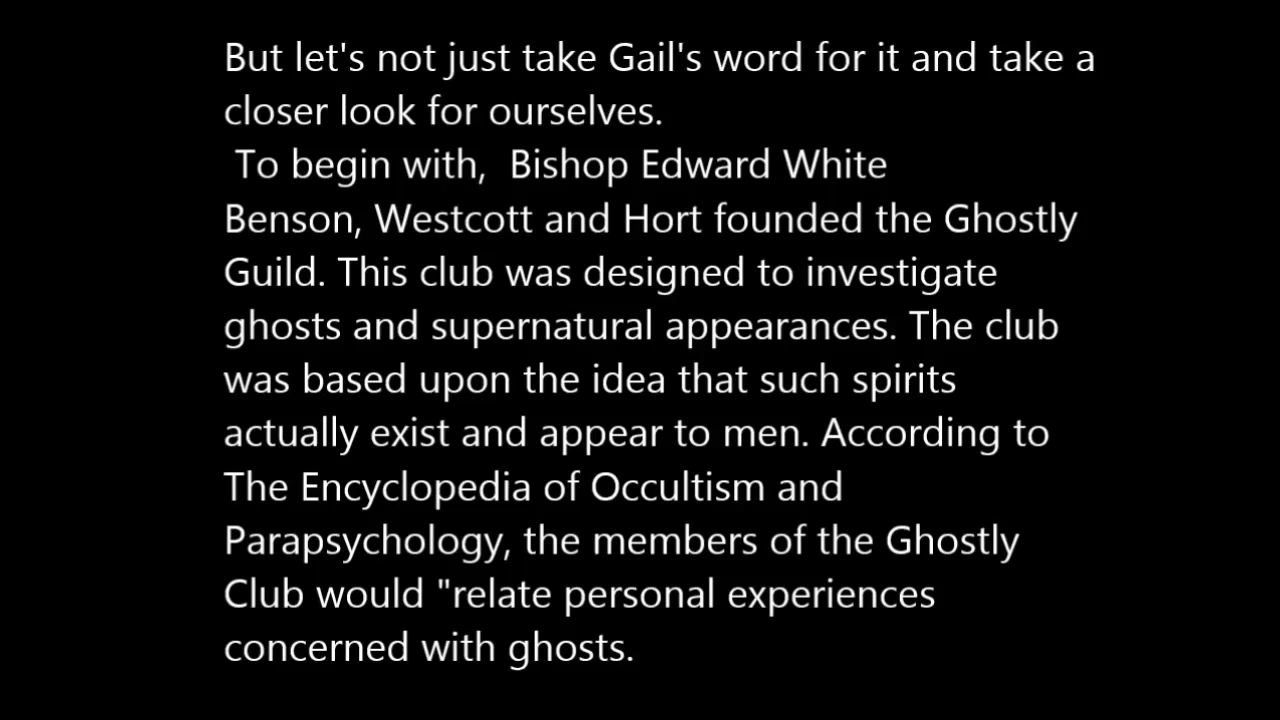 But let's not just take Gail's word for it and take a
closer look for ourselves.
To begin with,  Bishop Edward White
Benson, Westcott and Hort founded the Ghostly
Guild. This club was designed to investigate
ghosts and supernatural appearances. The club
was based upon the idea that such spirits
actually exist and appear to men. According to
The Encyclopedia of Occultism and
Parapsychology, the members of the Ghostly
Club would "relate personal experiences
concerned with ghosts.